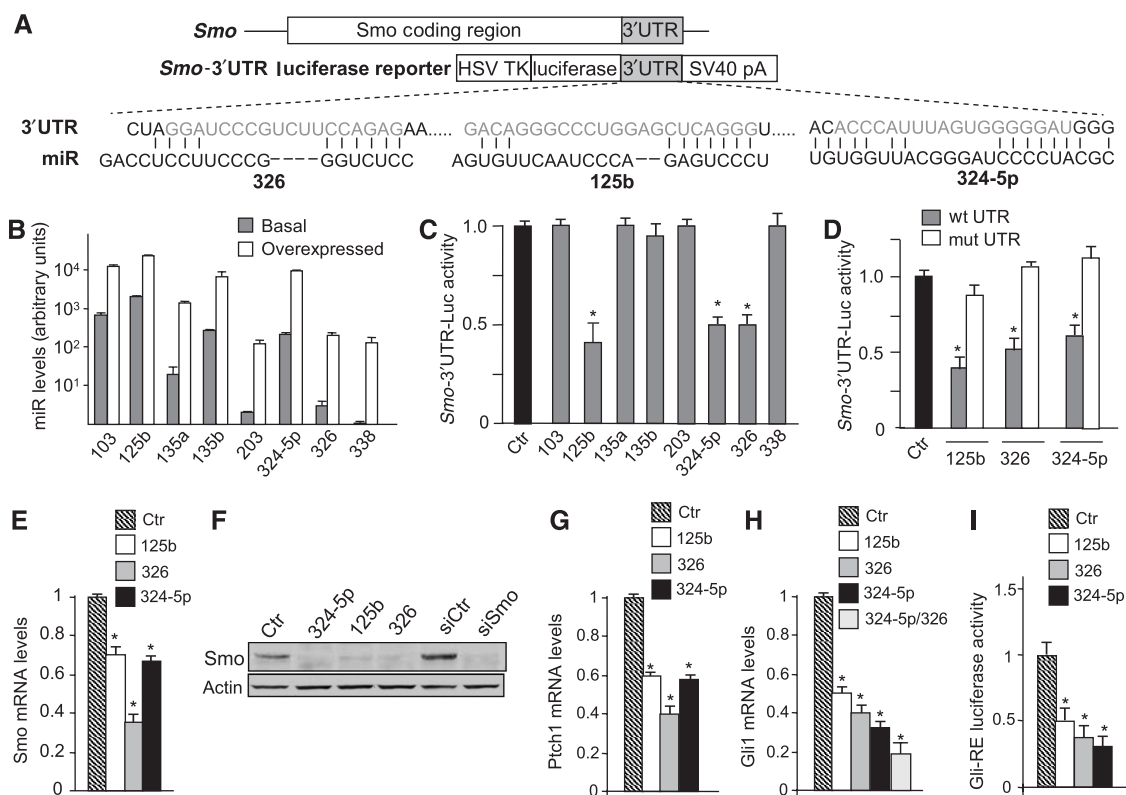 A
Smo
Smo coding region
3′UTR
Smo-3′UTR luciferase reporter
HSV TK
luciferase
3′UTR
SV40 pA
3′UTR
CUAGGAUCCCGUCUUCCAGAGAA.....
GACAGGGCCCUGGAGCUCAGGGU.....
ACACCCAUUUAGUGGGGGAUGGG
miR
GACCUCCUUCCCG----GGUCUCC
AGUGUUCAAUCCCA--GAGUCCCU
UGUGGUUACGGGAUCCCCUACGC
326
125b
324-5p
B
Basal
Overexpressed
miR levels (arbitrary units)
10⁴
10³
10²
10¹
103
125b
135a
135b
203
324-5p
326
338
C
Smo-3′UTR-Luc activity
1.0
0.5
0
* * *
Ctr
103
125b
135a
135b
203
324-5p
326
338
D
wt UTR
mut UTR
Smo-3′UTR-Luc activity
1.0
0.5
0
* * *
Ctr
125b
326
324-5p
E
Ctr
125b
326
324-5p
Smo mRNA levels
1
0.8
0.6
0.4
0.2
0
* * *
F
Ctr
324-5p
125b
326
siCtr
siSmo
Smo
Actin
G
Ctr
125b
326
324-5p
Ptch1 mRNA levels
1
0.8
0.6
0.4
0.2
0
* * *
H
Ctr
125b
326
324-5p
324-5p/326
Gli1 mRNA levels
1
0.8
0.6
0.4
0.2
0
* * * *
I
Ctr
125b
326
324-5p
Gli-RE luciferase activity
1.5
1
0.5
0
* * *